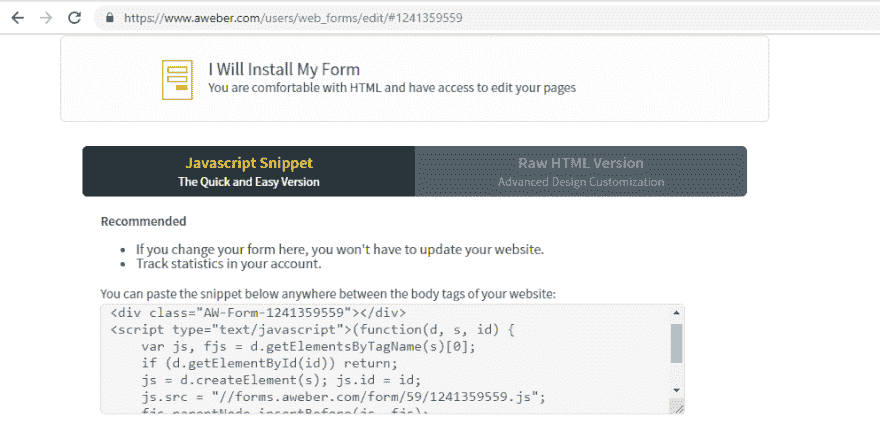 https://www.aweber.com/users/web_forms/edit/#1241359559
I Will Install My Form
You are comfortable with HTML and have access to edit your pages
Javascript Snippet
The Quick and Easy Version
Raw HTML Version
Advanced Design Customization
Recommended
• If you change your form here, you won't have to update your website.
• Track statistics in your account.
You can paste the snippet below anywhere between the body tags of your website:
<div class="AW-Form-1241359559"></div>
<script type="text/javascript">(function(d, s, id) {
    var js, fjs = d.getElementsByTagName(s)[0];
    if (d.getElementById(id)) return;
    js = d.createElement(s); js.id = id;
    js.src = "//forms.aweber.com/form/59/1241359559.js";
    fjs.parentNode.insertBefore(js, fjs);